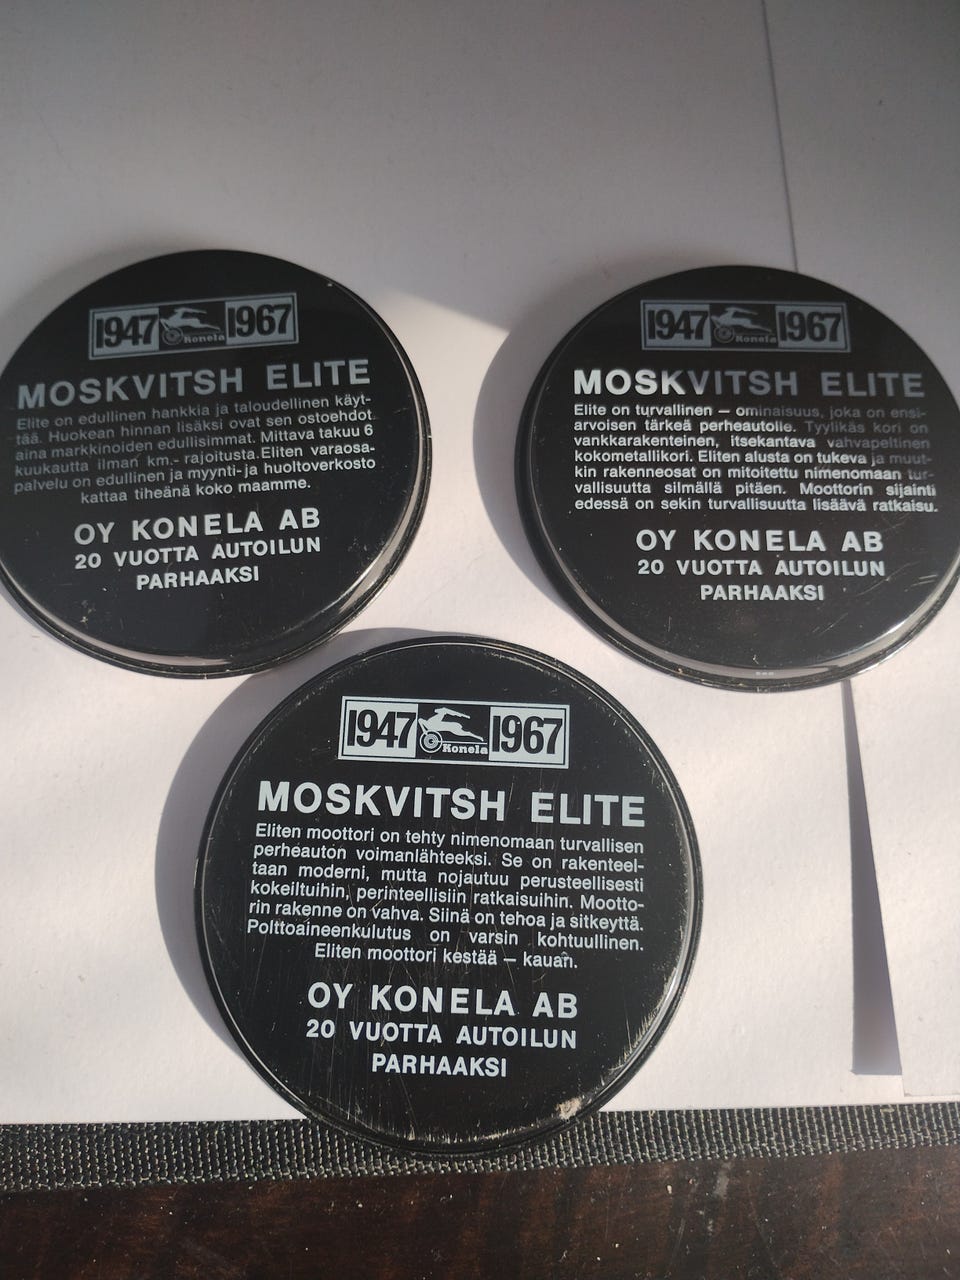 1947 Konela 1967
MOSKVITSH ELITE
Elite on edullinen hankkia ja taloudellinen käyt-
tää. Huokean hinnan lisäksi ovat sen ostoehdot
aina markkinoiden edullisimmat. Mittava takuu 6
kuukautta ilman km.- rajoitusta.Eliten varaosa-
palvelu on edullinen ja myynti- ja huoltoverkosto
kattaa tiheänä koko maamme.
OY KONELA AB
20 VUOTTA AUTOILUN
PARHAAKSI
1947 Konela 1967
MOSKVITSH ELITE
Elite on turvallinen – ominaisuus, joka on ensi-
arvoisen tärkeä perheautolle. Tyylikäs kori on
vankkarakenteinen, itsekantava vahvapeltinen
kokometallikori. Eliten alusta on tukeva ja muut-
kin rakenneosat on mitoitettu nimenomaan tur-
vallisuutta silmällä pitäen. Moottorin sijainti
edessä on sekin turvallisuutta lisäävä ratkaisu.
OY KONELA AB
20 VUOTTA AUTOILUN
PARHAAKSI
1947 Konela 1967
MOSKVITSH ELITE
Eliten moottori on tehty nimenomaan turvallisen
perheauton voimanlähteeksi. Se on rakenteel-
taan moderni, mutta nojautuu perusteellisesti
kokeiltuihin, perinteellisiin ratkaisuihin. Mootto-
rin rakenne on vahva. Siinä on tehoa ja sitkeyttä.
Polttoaineenkulutus on varsin kohtuullinen.
Eliten moottori kestää – kauan.
OY KONELA AB
20 VUOTTA AUTOILUN
PARHAAKSI